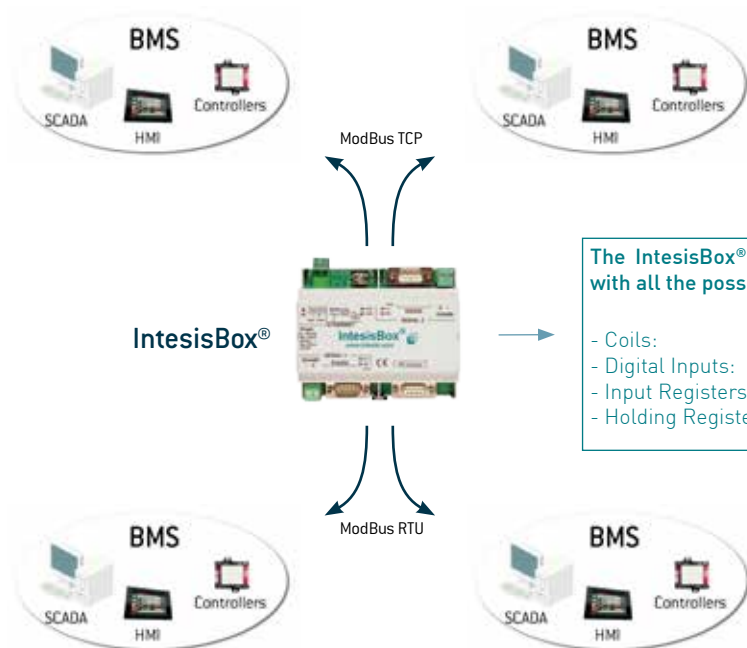 BMS
SCADA
HMI
Controllers
BMS
SCADA
HMI
Controllers
ModBus TCP
IntesisBox®
IntesisBox®
The IntesisBox®
with all the poss
- Coils:
- Digital Inputs:
- Input Registers
- Holding Registe
ModBus RTU
BMS
SCADA
HMI
Controllers
BMS
SCADA
HMI
Controllers